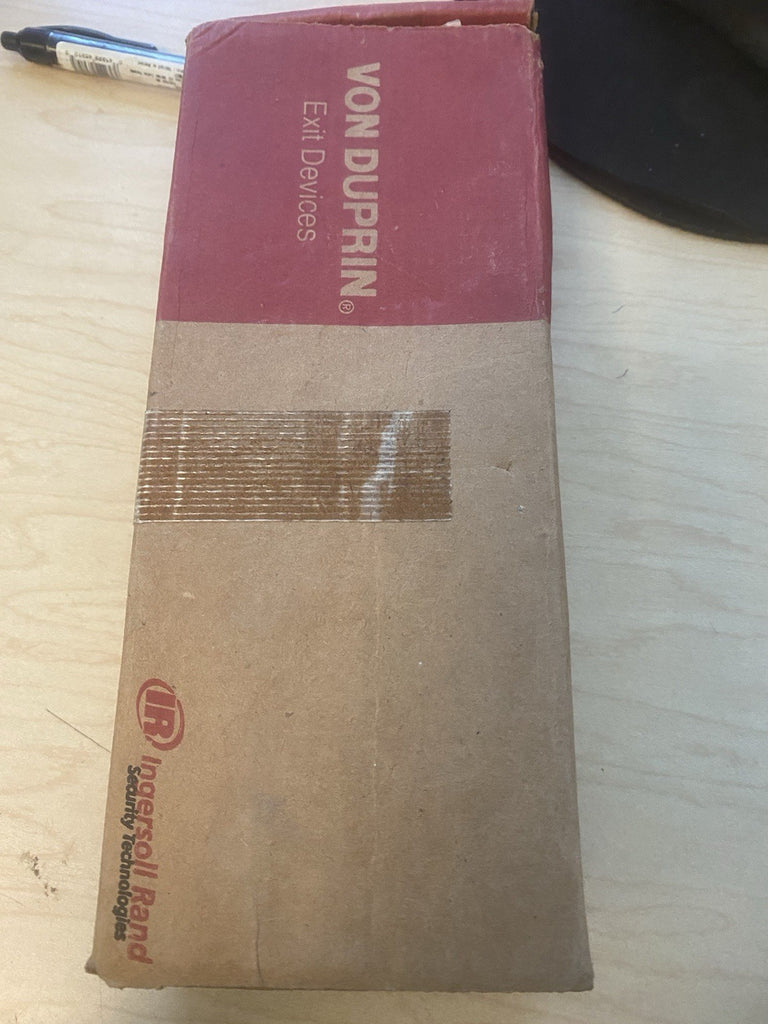 VON DUPRIN®
Exit Devices
IR Ingersoll Rand
Security Technologies